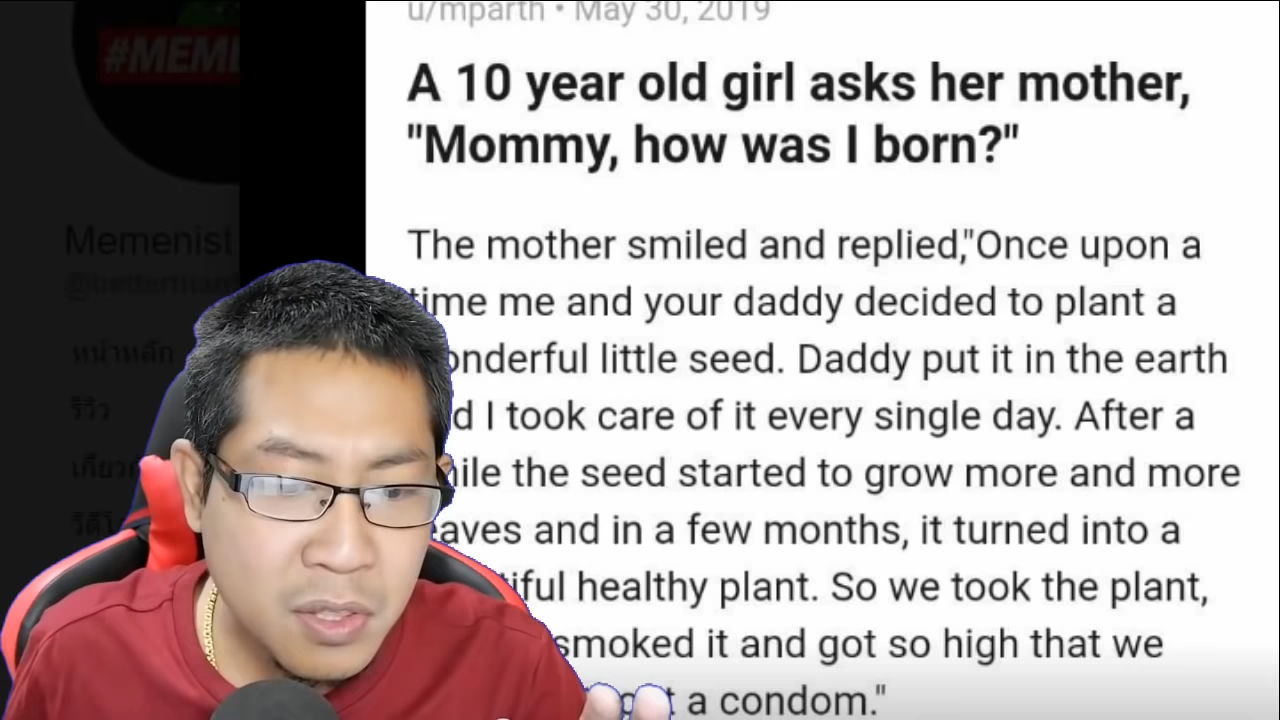 u/mparth • May 30, 2019
#MEME
A 10 year old girl asks her mother,
"Mommy, how was I born?"
The mother smiled and replied,"Once upon a
time me and your daddy decided to plant a
onderful little seed. Daddy put it in the earth
d I took care of it every single day. After a
ile the seed started to grow more and more
eaves and in a few months, it turned into a
iful healthy plant. So we took the plant,
smoked it and got so high that we
a condom."
Memenist
หน้าหลัก
รีวิว